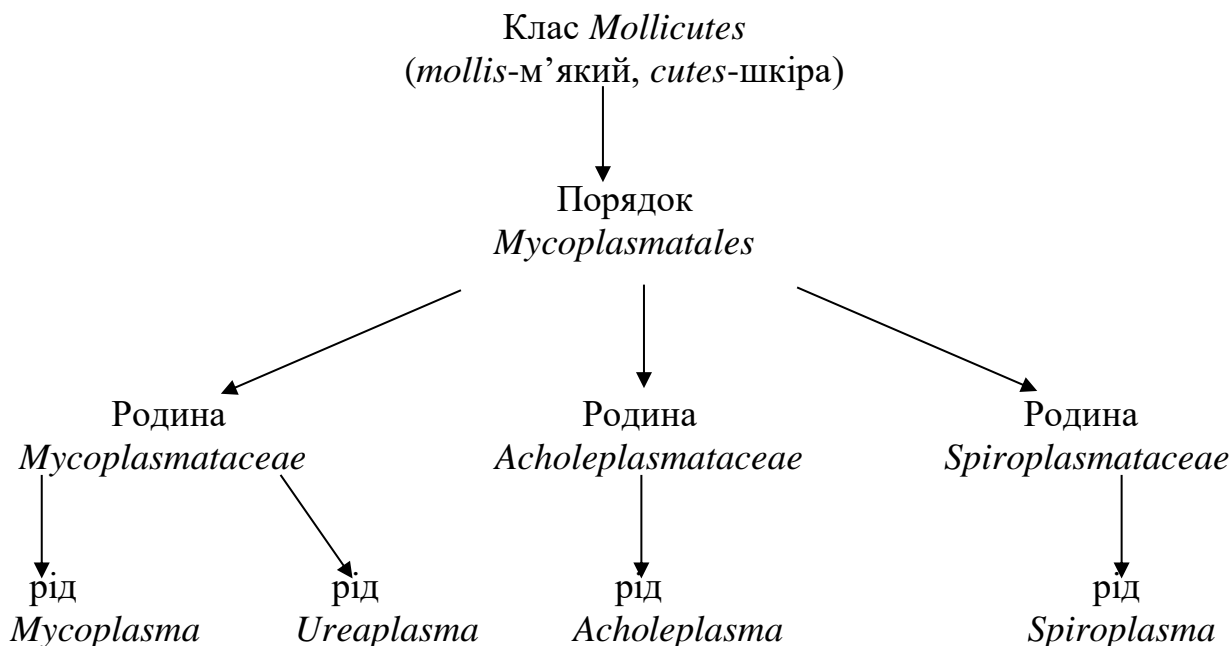 Клас Mollicutes
(mollis-м’який, cutes-шкіра)
Порядок
Mycoplasmatales
Родина
Mycoplasmataceae
Родина
Acholeplasmataceae
Родина
Spiroplasmataceae
рід
Mycoplasma
рід
Ureaplasma
рід
Acholeplasma
рід
Spiroplasma